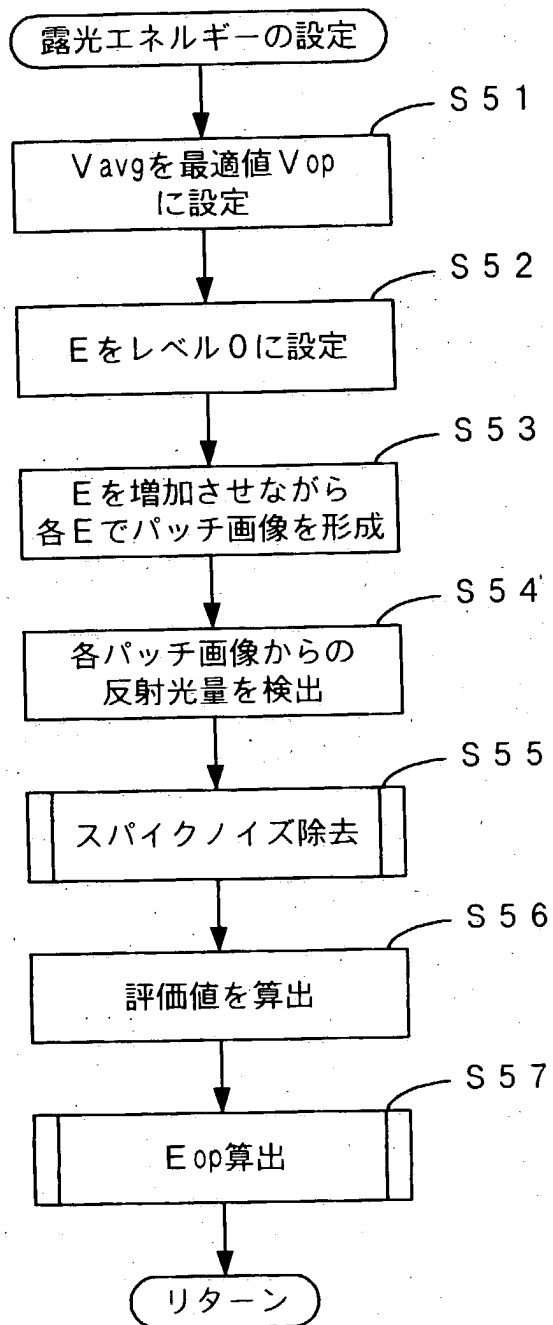 露光エネルギーの設定
S51
Vavgを最適値Vop
に設定
S52
Eをレベル0に設定
S53
Eを増加させながら
各Eでパッチ画像を形成
S54
各パッチ画像からの
反射光量を検出
S55
スパイクノイズ除去
S56
評価値を算出
S57
Eop算出
リターン